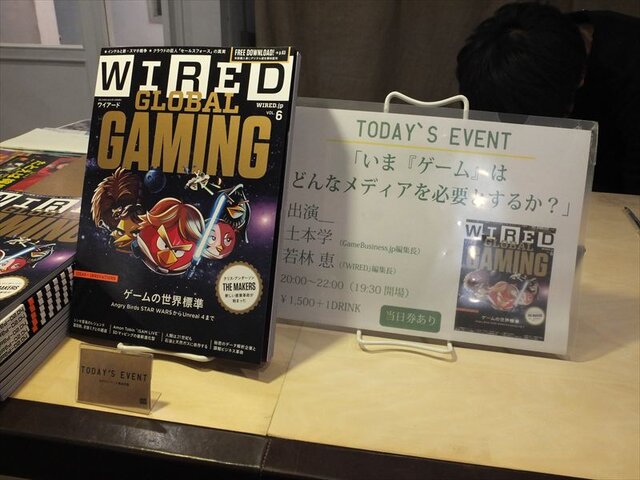 FREE DOWNLOAD!
WIRED
ワイアード
WIRED.jp
VOL. 6
GLOBAL
GAMING
THE MAKERS
ゲームの世界標準
Angry Birds STAR WARSからUnreal 4まで
TODAY'S EVENT
TODAY`S EVENT
「いま『ゲーム』は
どんなメディアを必要とするか？」
出演__
土本学 (GameBusiness.jp編集長)
若林 恵 (『WIRED』編集長)
20:00〜22:00 (19:30 開場)
¥1,500+1DRINK
当日券あり
WIRED
GLOBAL
GAMING
ゲームの世界標準